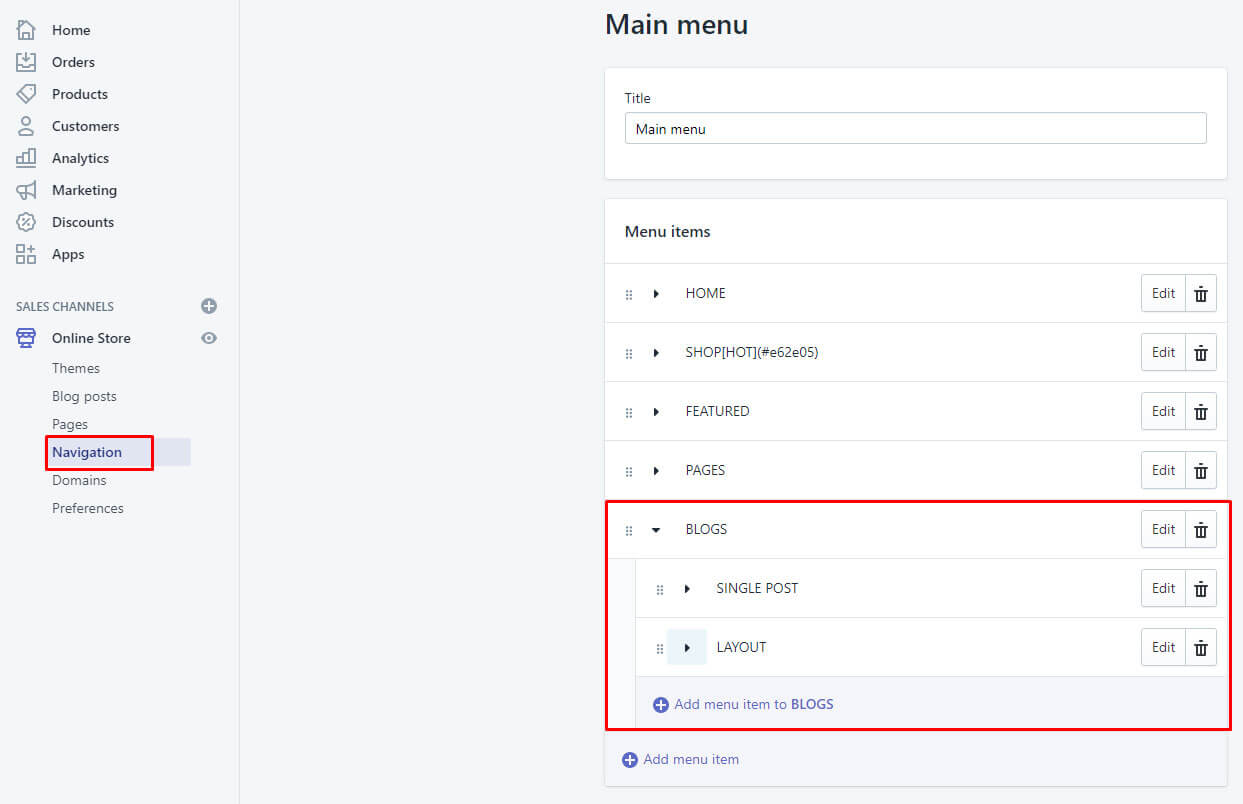 Home
Orders
Products
Customers
Analytics
Marketing
Discounts
Apps
SALES CHANNELS
Online Store
Themes
Blog posts
Pages
Navigation
Domains
Preferences
Main menu
Title
Main menu
Menu items
HOME Edit
SHOP[HOT](#e62e05) Edit
FEATURED Edit
PAGES Edit
BLOGS Edit
SINGLE POST Edit
LAYOUT Edit
Add menu item to BLOGS
Add menu item